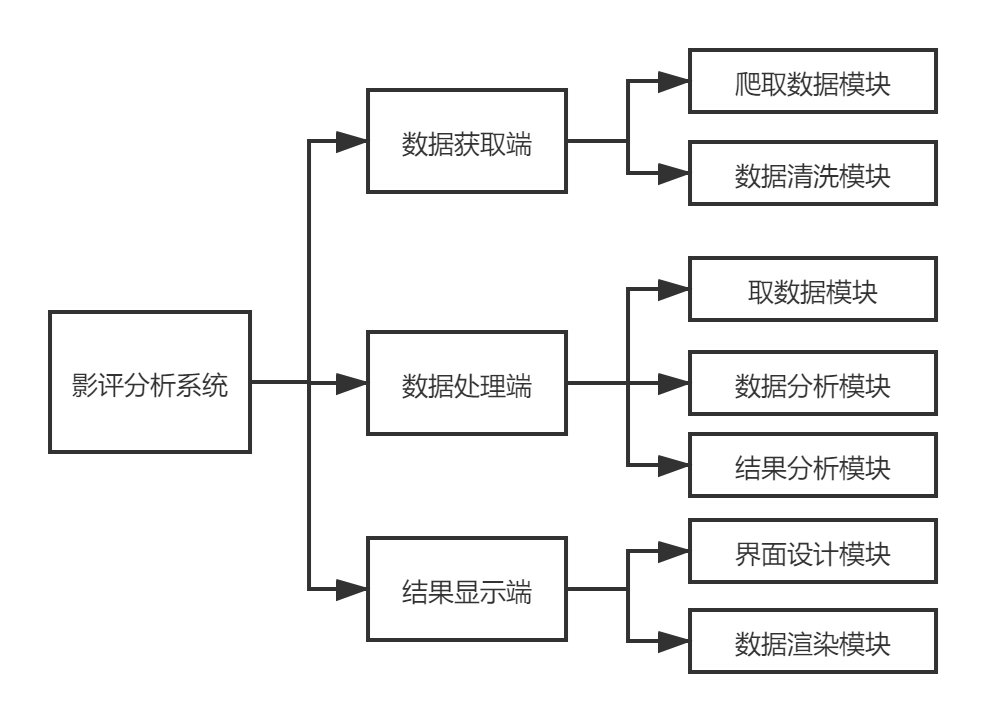 影评分析系统
数据获取端
爬取数据模块
数据清洗模块
数据处理端
取数据模块
数据分析模块
结果分析模块
结果显示端
界面设计模块
数据渲染模块